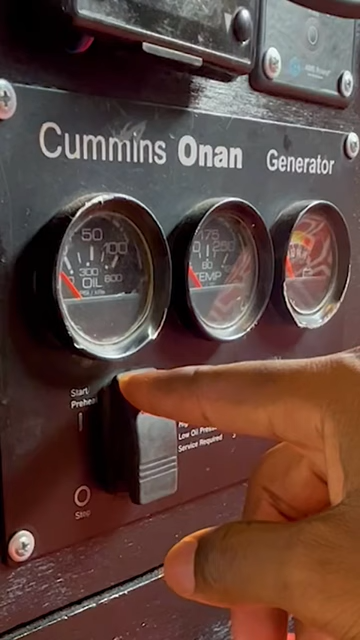 Cummins Onan Generator
50
100
300
600
OIL
175
250
TEMP
Start/
Preheat
Low Oil Pressure
Service Required
Stop